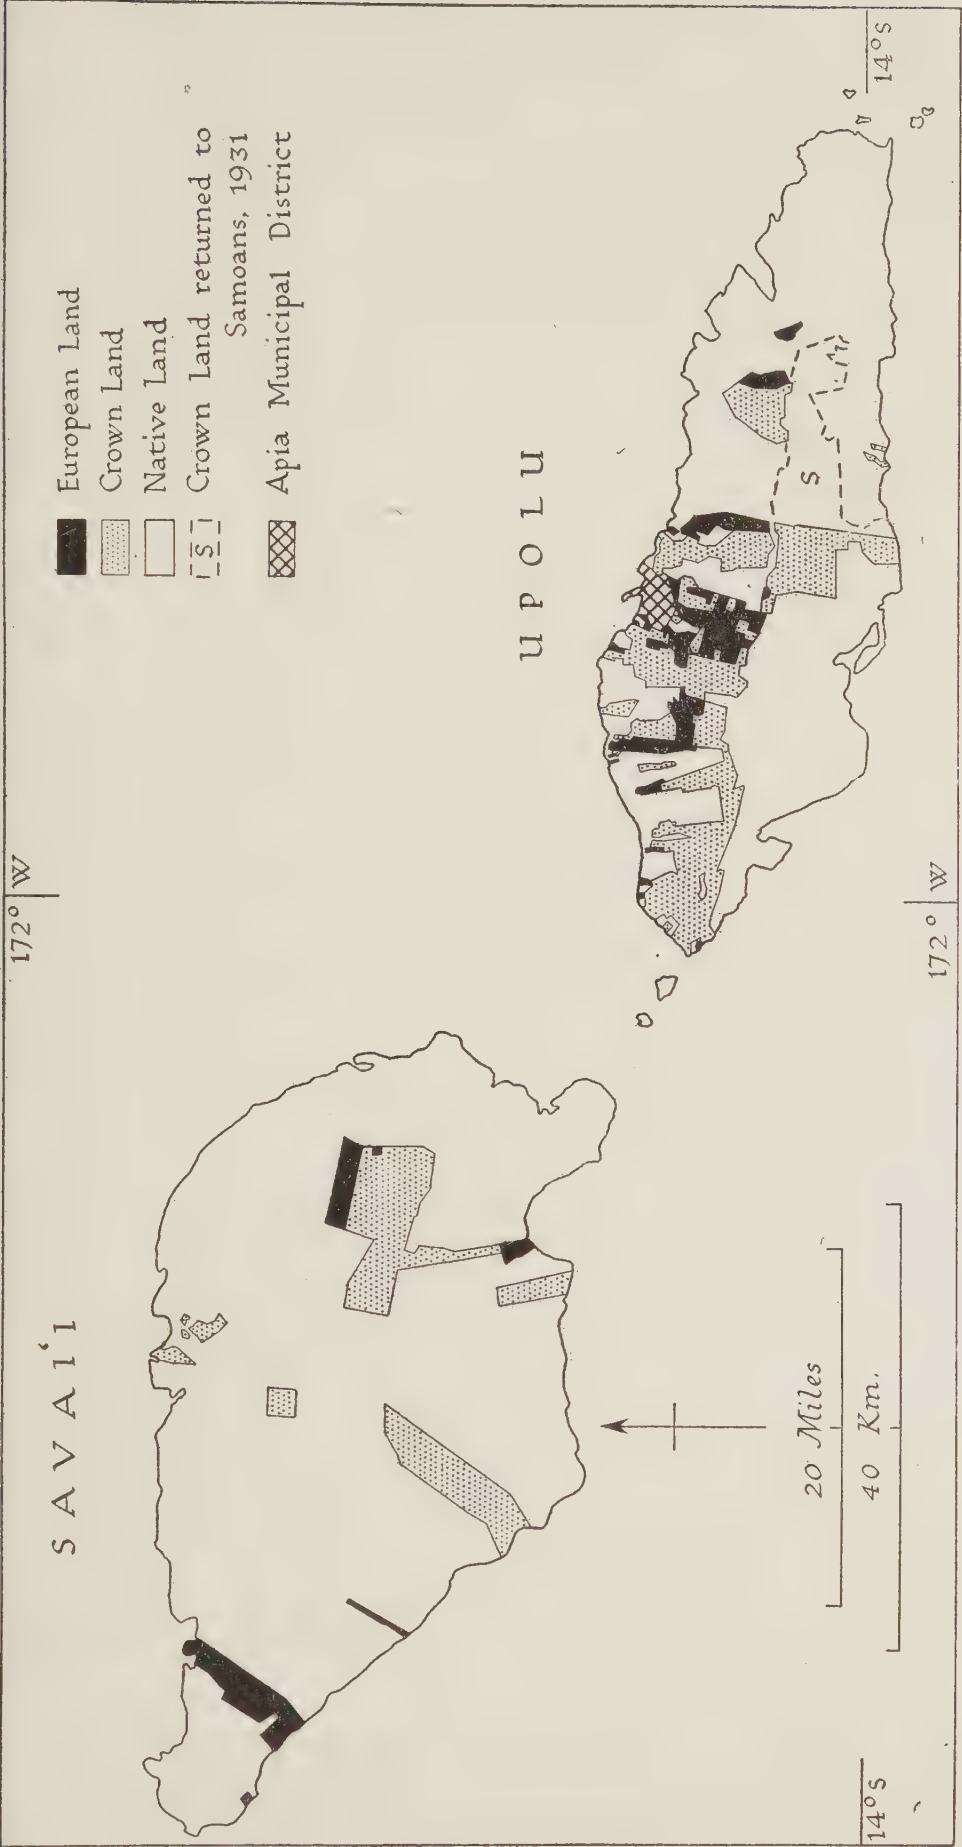 SAVAI‘I
UPOLU
European Land
Crown Land
Native Land
S Crown Land returned to
Samoans, 1931
Apia Municipal District
172° W
172° W
14°S
14°S
20 Miles
40 Km.
S